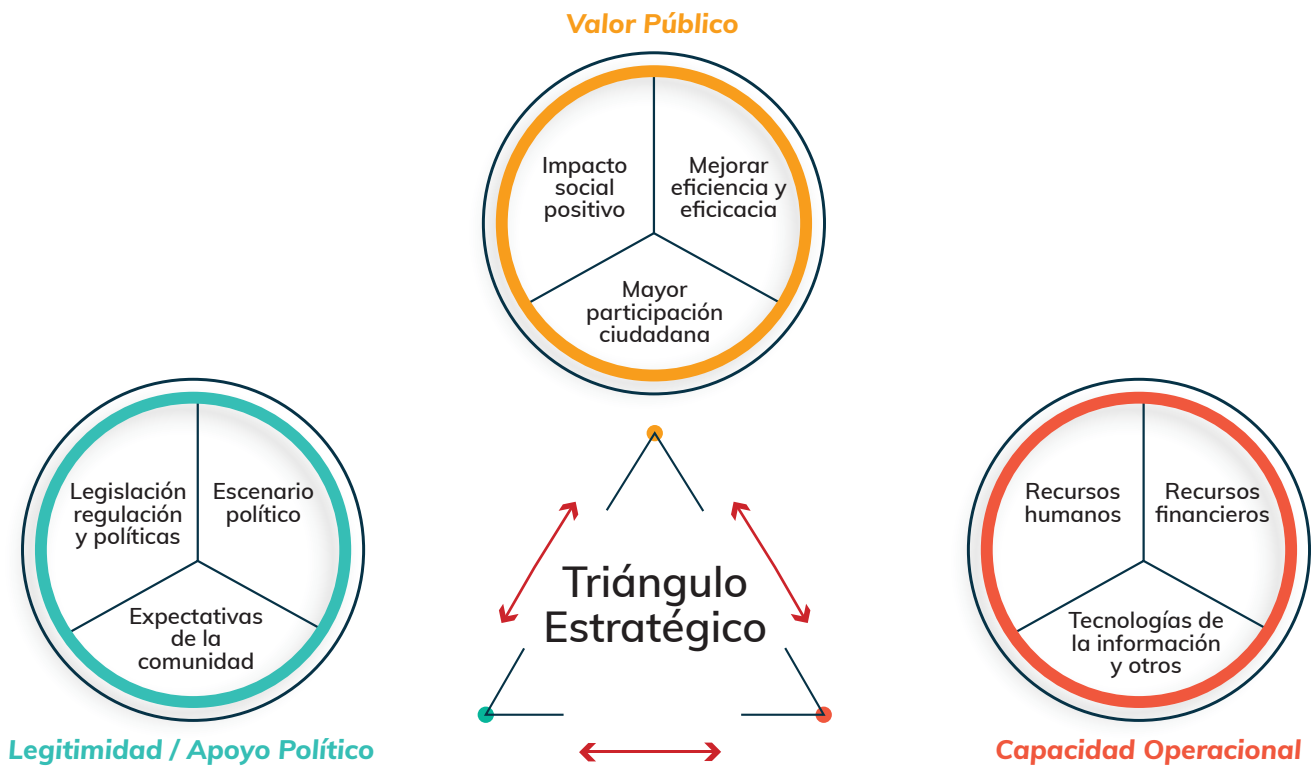 Valor Público
Impacto
social
positivo
Mejorar
eficiencia y
eficicacia
Mayor
participación
ciudadana
Legislación
regulación
y políticas
Escenario
político
Expectativas
de la
comunidad
Legitimidad / Apoyo Político
Triángulo
Estratégico
Recursos
humanos
Recursos
financieros
Tecnologías de
la información
y otros
Capacidad Operacional